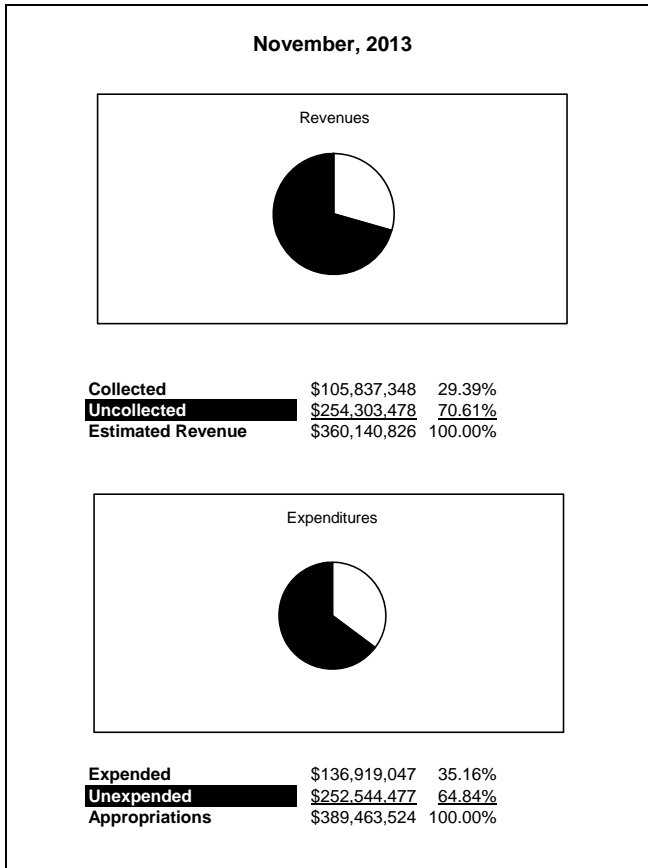 November, 2013
Revenues
Collected $105,837,348 29.39%
Uncollected $254,303,478 70.61%
Estimated Revenue $360,140,826 100.00%
Expenditures
Expended $136,919,047 35.16%
Unexpended $252,544,477 64.84%
Appropriations $389,463,524 100.00%